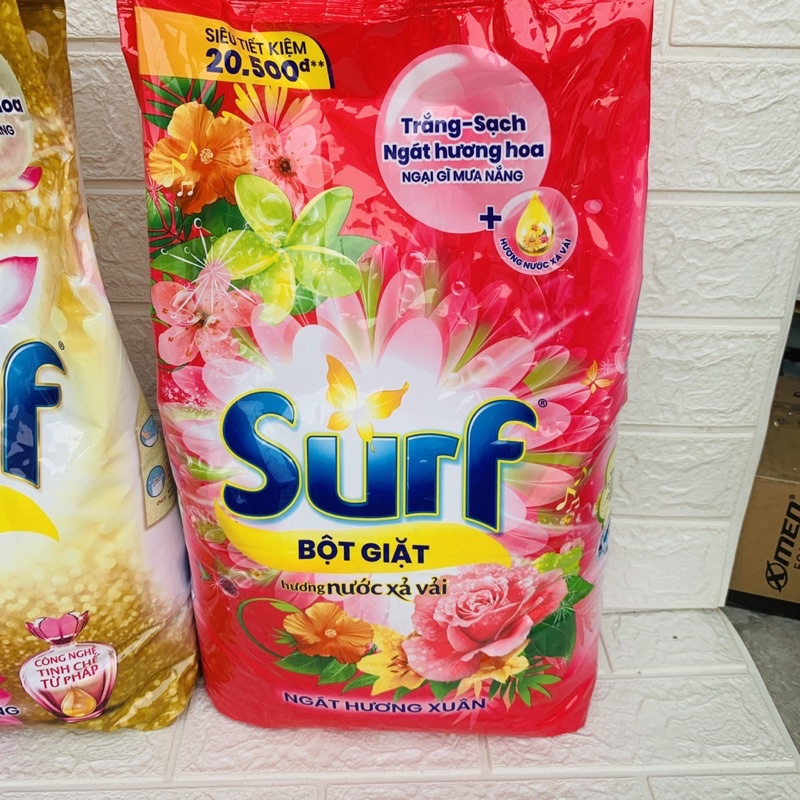 SIÊU TIẾT KIỆM
20.500đ**
Trắng-Sạch
Ngát hương hoa
NGẠI GÌ MƯA NẮNG
+
HƯƠNG NƯỚC XẢ VẢI
Surf®
BỘT GIẶT
hương nước xả vải
NGÁT HƯƠNG XUÂN
rf®
CÔNG NGHỆ
TINH CHẾ
TỪ PHÁP
XMEN